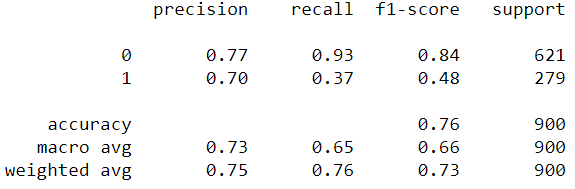 precision recall f1-score support
0 0.77 0.93 0.84 621
1 0.70 0.37 0.48 279
accuracy 0.76 900
macro avg 0.73 0.65 0.66 900
weighted avg 0.75 0.76 0.73 900